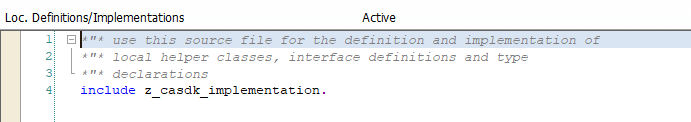 Loc. Definitions/Implementations Active
1 *"* use this source file for the definition and implementation of
2 *"* local helper classes, interface definitions and type
3 *"* declarations
4 include z_casdk_implementation.